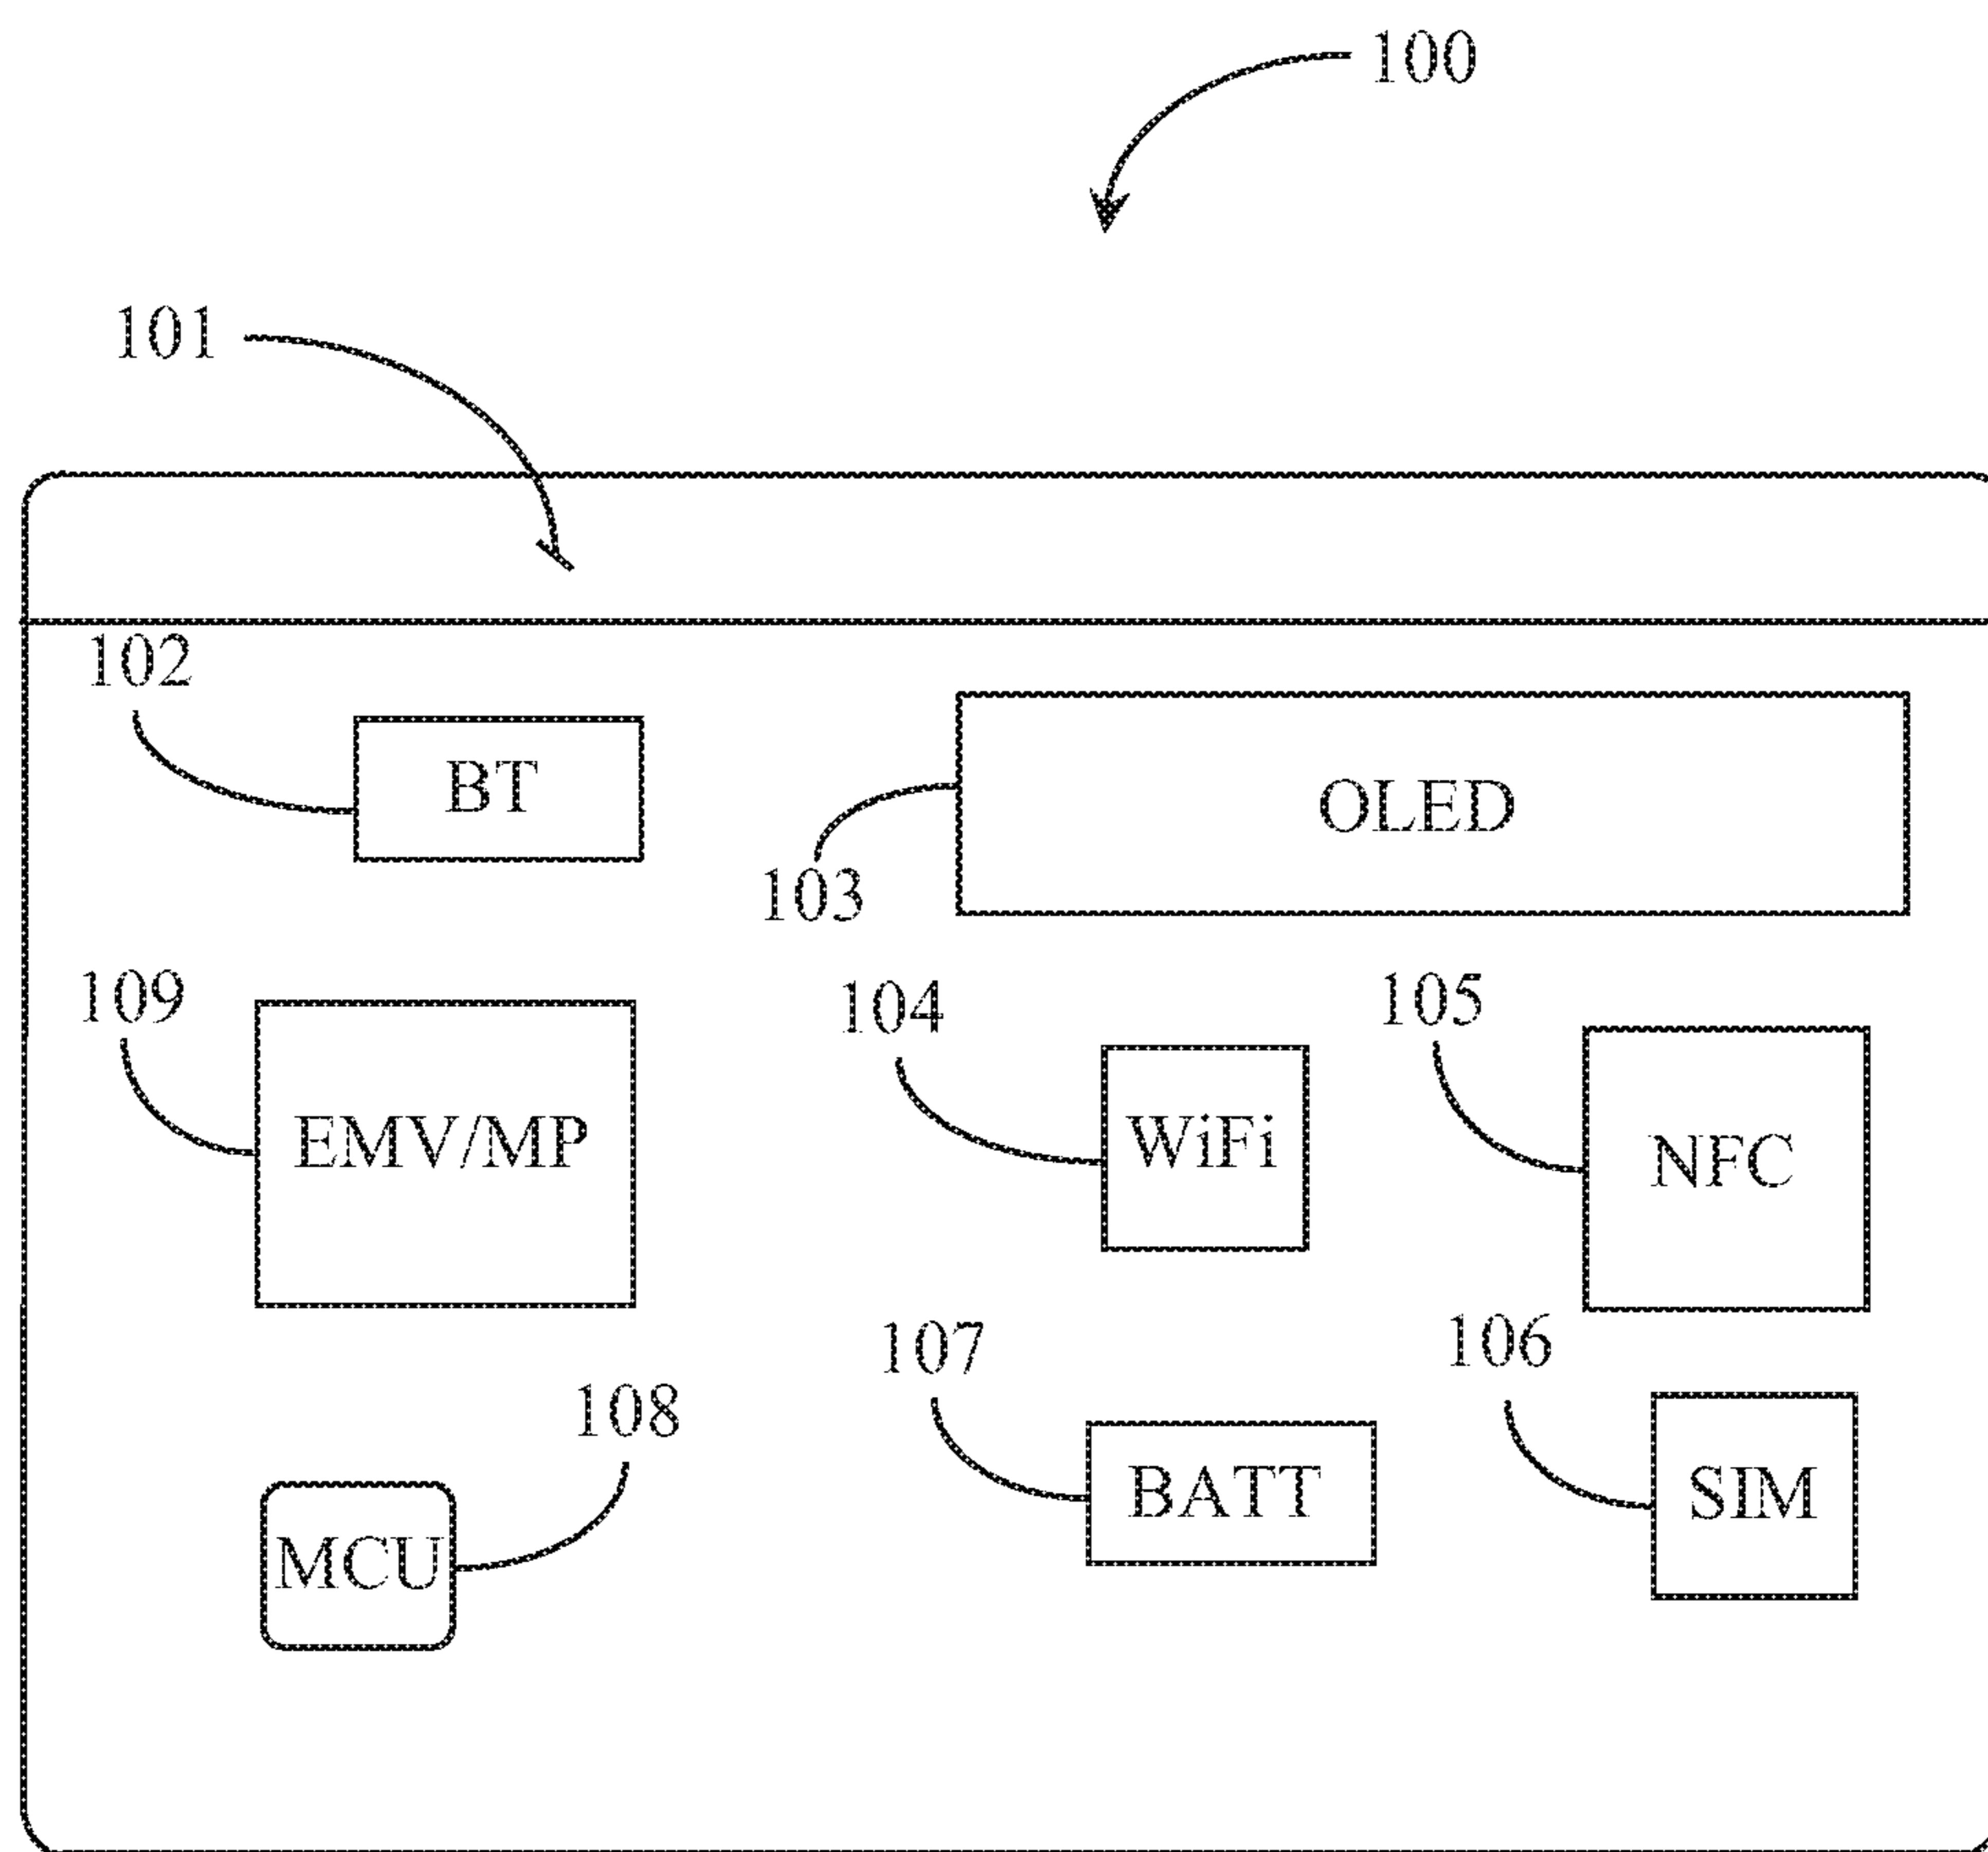 100
101
102
BT
OLED
103
109
104
105
EMV/MP
WiFi
NFC
107
106
108
BATT
SIM
MCU